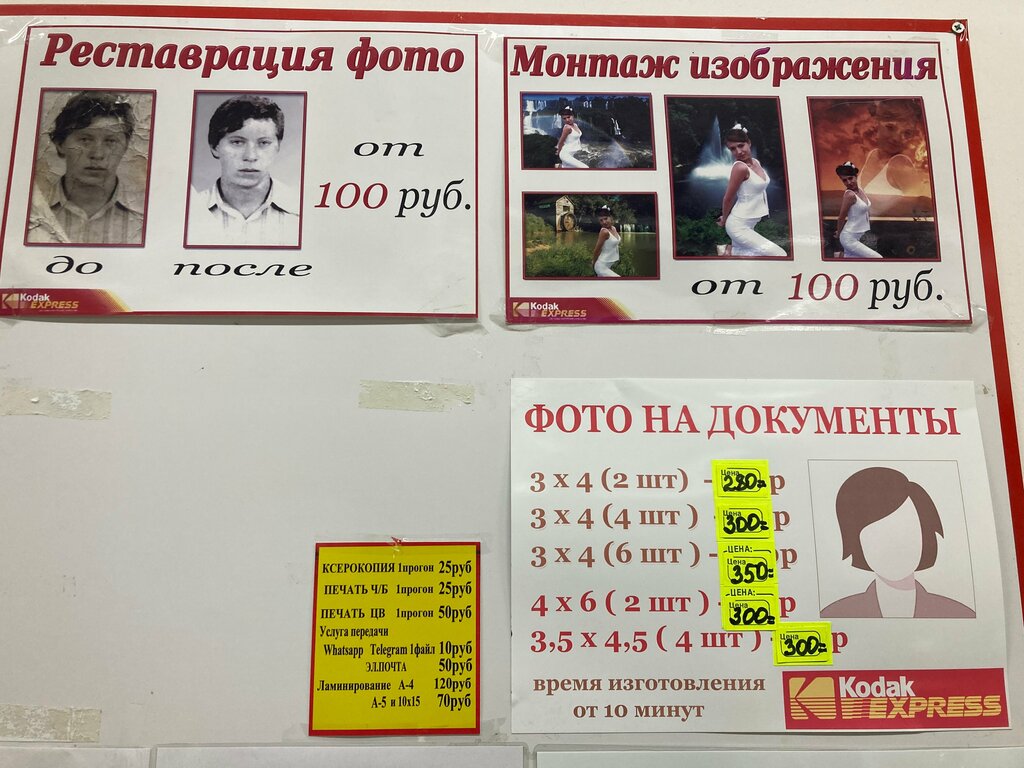 Реставрация фото
от
100 руб.
до после
Kodak
EXPRESS
Монтаж изображения
от 100 руб.
Kodak
EXPRESS
ФОТО НА ДОКУМЕНТЫ
3 х 4 (2 шт) - Цена 280= р
3 х 4 (4 шт ) - Цена 300= р
3 х 4 (6 шт ) - ЦЕНА: 350= р
4 х 6 ( 2 шт ) - ЦЕНА: Цена 300= р
3,5 х 4,5 ( 4 шт ) - Цена 300= р
время изготовления
от 10 минут
Kodak
EXPRESS
КСЕРОКОПИЯ 1прогон 25руб
ПЕЧАТЬ Ч/Б 1прогон 25руб
ПЕЧАТЬ ЦВ 1прогон 50руб
Услуга передачи
Whatsapp Telegram 1файл 10руб
ЭЛ.ПОЧТА 50руб
Ламинирование А-4 120руб
А-5 и 10х15 70руб